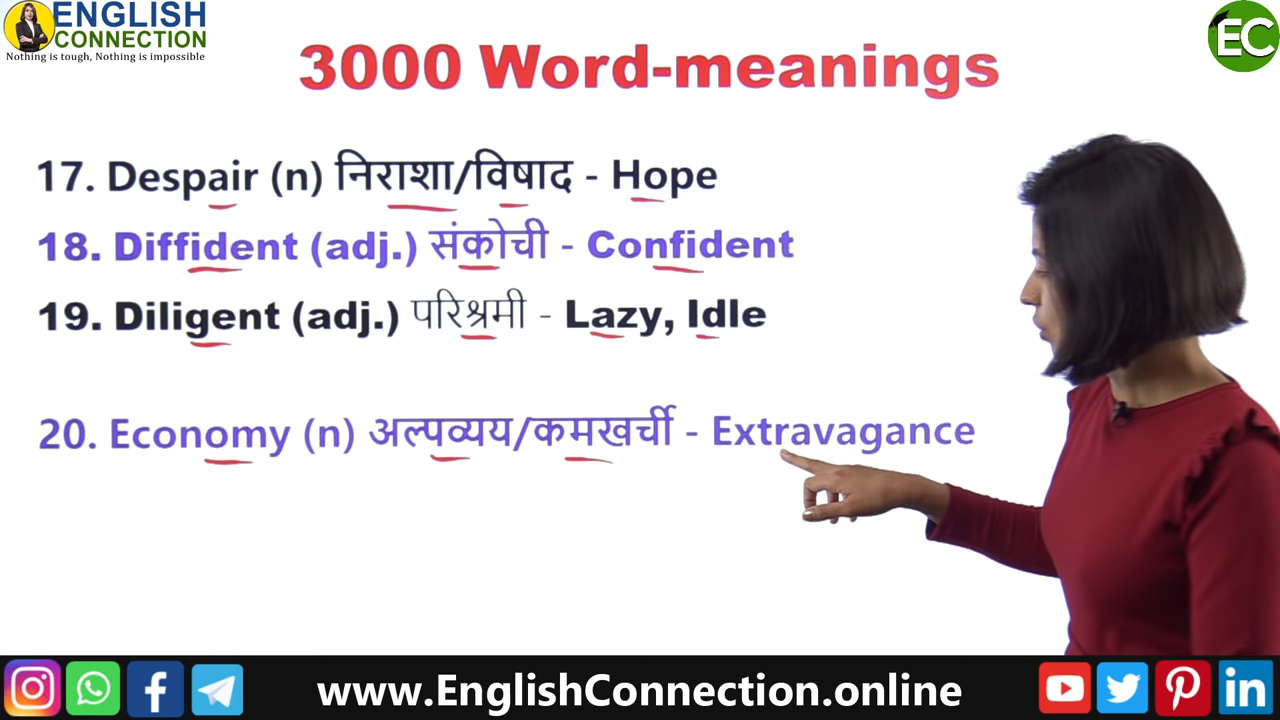 ENGLISH
CONNECTION
Nothing is tough, Nothing is impossible
EC
3000 Word-meanings
17. Despair (n) निराशा/विषाद - Hope
18. Diffident (adj.) संकोची - Confident
19. Diligent (adj.) परिश्रमी - Lazy, Idle
20. Economy (n) अल्पव्यय/कमखर्ची - Extravagance
www.EnglishConnection.online